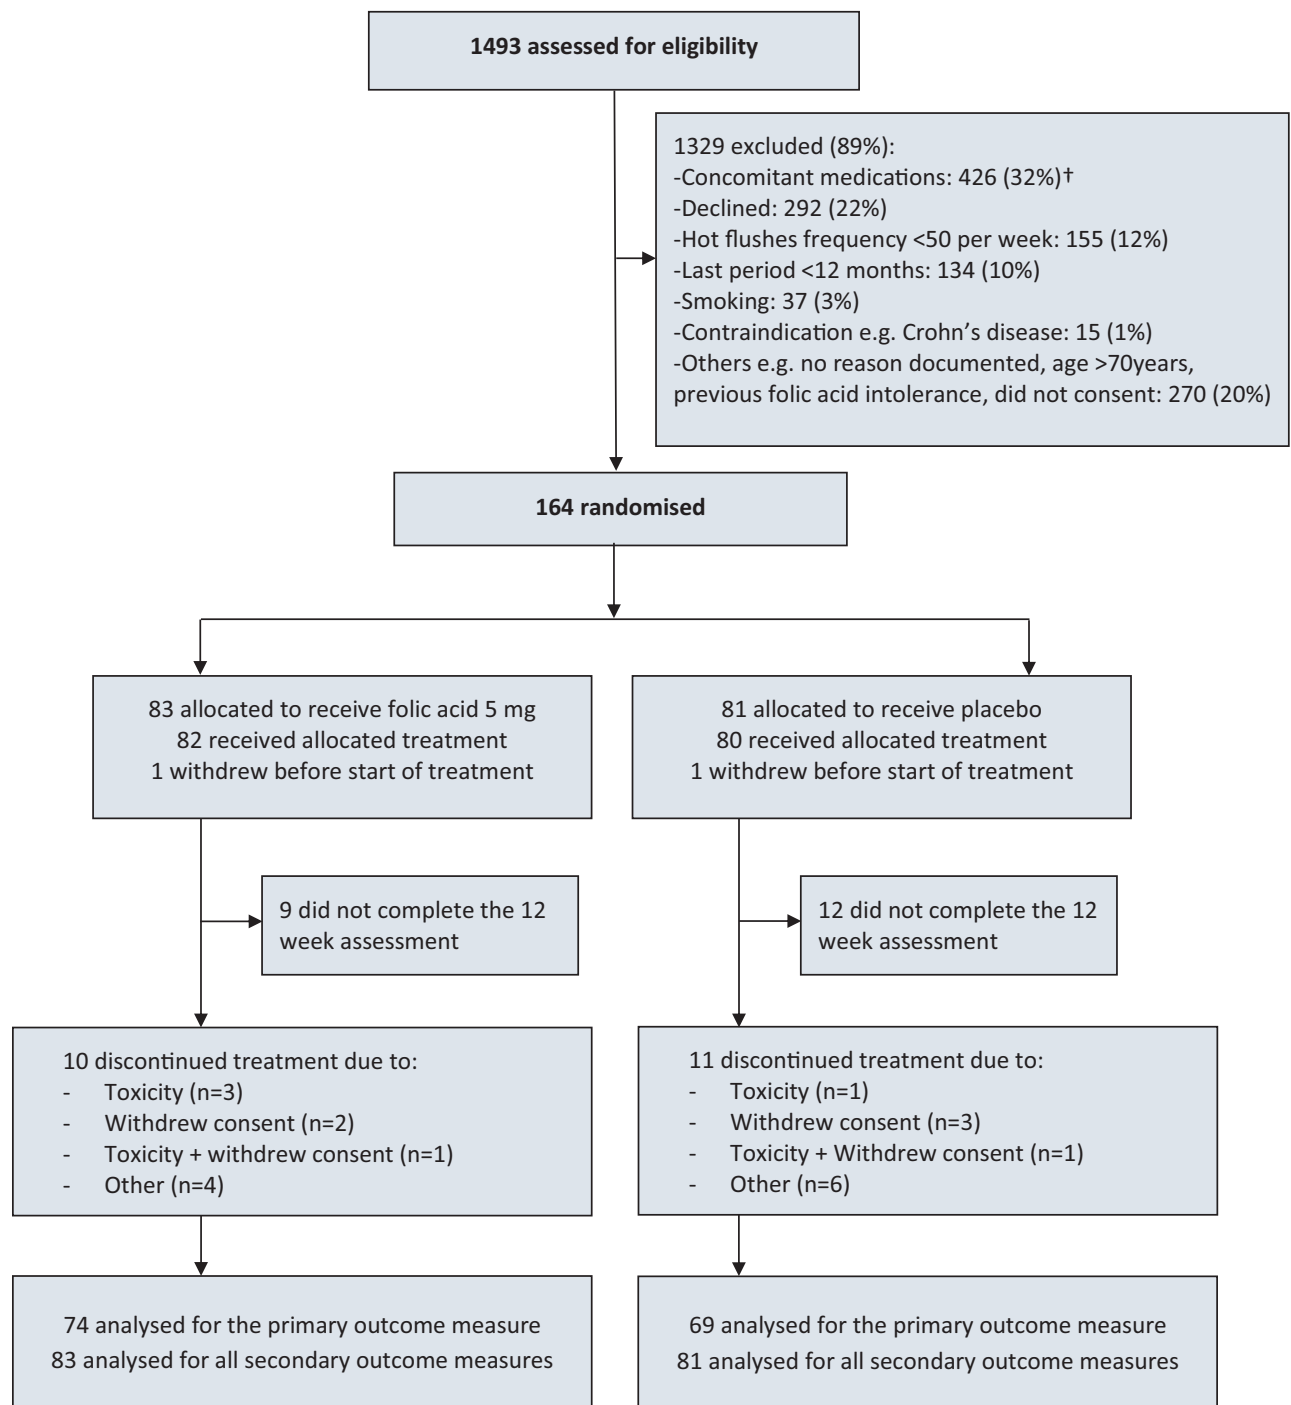 1493 assessed for eligibility
1329 excluded (89%):
-Concomitant medications: 426 (32%)†
-Declined: 292 (22%)
-Hot flushes frequency <50 per week: 155 (12%)
-Last period <12 months: 134 (10%)
-Smoking: 37 (3%)
-Contraindication e.g. Crohn's disease: 15 (1%)
-Others e.g. no reason documented, age >70years,
previous folic acid intolerance, did not consent: 270 (20%)
164 randomised
83 allocated to receive folic acid 5 mg
82 received allocated treatment
1 withdrew before start of treatment
81 allocated to receive placebo
80 received allocated treatment
1 withdrew before start of treatment
9 did not complete the 12
week assessment
12 did not complete the 12
week assessment
10 discontinued treatment due to:
- Toxicity (n=3)
- Withdrew consent (n=2)
- Toxicity + withdrew consent (n=1)
- Other (n=4)
11 discontinued treatment due to:
- Toxicity (n=1)
- Withdrew consent (n=3)
- Toxicity + Withdrew consent (n=1)
- Other (n=6)
74 analysed for the primary outcome measure
83 analysed for all secondary outcome measures
69 analysed for the primary outcome measure
81 analysed for all secondary outcome measures